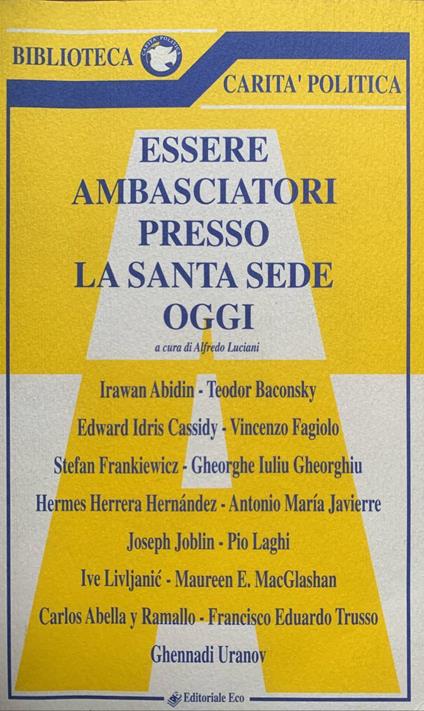 BIBLIOTECA
CARITA' POLITICA
CARITA' POLITICA
ESSERE
AMBASCIATORI
PRESSO
LA SANTA SEDE
OGGI
a cura di Alfredo Luciani
Irawan Abidin - Teodor Baconsky
Edward Idris Cassidy - Vincenzo Fagiolo
Stefan Frankiewicz - Gheorghe Iuliu Gheorghiu
Hermes Herrera Hernández - Antonio María Javierre
Joseph Joblin - Pio Laghi
Ive Livljanić - Maureen E. MacGlashan
Carlos Abella y Ramallo - Francisco Eduardo Trusso
Ghennadi Uranov
Editoriale Eco